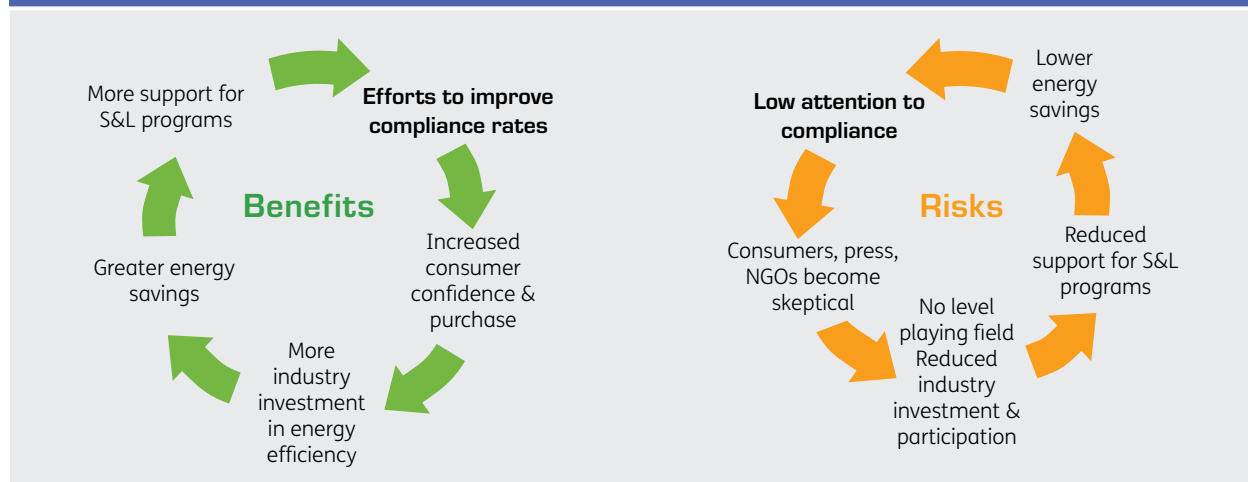 More support for
S&L programs
Efforts to improve
compliance rates
Benefits
Increased
consumer
confidence &
purchase
More
industry
investment
in energy
efficiency
Greater energy
savings
Low attention to
compliance
Risks
Consumers, press,
NGOs become
skeptical
No level
playing field
Reduced
industry
investment &
participation
Reduced
support for S&L
programs
Lower
energy
savings